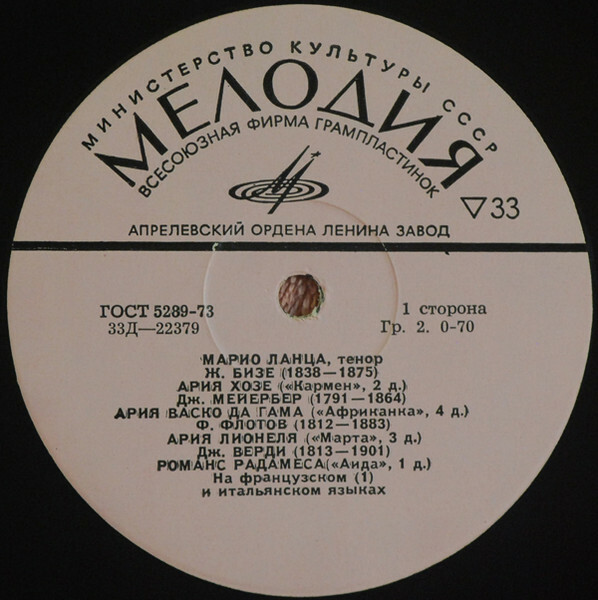 МИНИСТЕРСТВО КУЛЬТУРЫ СССР
МЕЛОДИЯ
ВСЕСОЮЗНАЯ ФИРМА ГРАМПЛАСТИНОК
▽33
АПРЕЛЕВСКИЙ ОРДЕНА ЛЕНИНА ЗАВОД
ГОСТ 5289-73
33Д—22379
1 сторона
Гр. 2. 0-70
МАРИО ЛАНЦА, тенор
Ж. БИЗЕ (1838—1875)
АРИЯ ХОЗЕ («Кармен», 2 д.)
Дж. МЕЙЕРБЕР (1791—1864)
АРИЯ ВАСКО ДА ГАМА («Африканка», 4 д.)
Ф. ФЛОТОВ (1812—1883)
АРИЯ ЛИОНЕЛЯ («Марта», 3 д.)
Дж. ВЕРДИ (1813—1901)
РОМАНС РАДАМЕСА («Аида», 1 д.)
На французском (1)
и итальянском языках